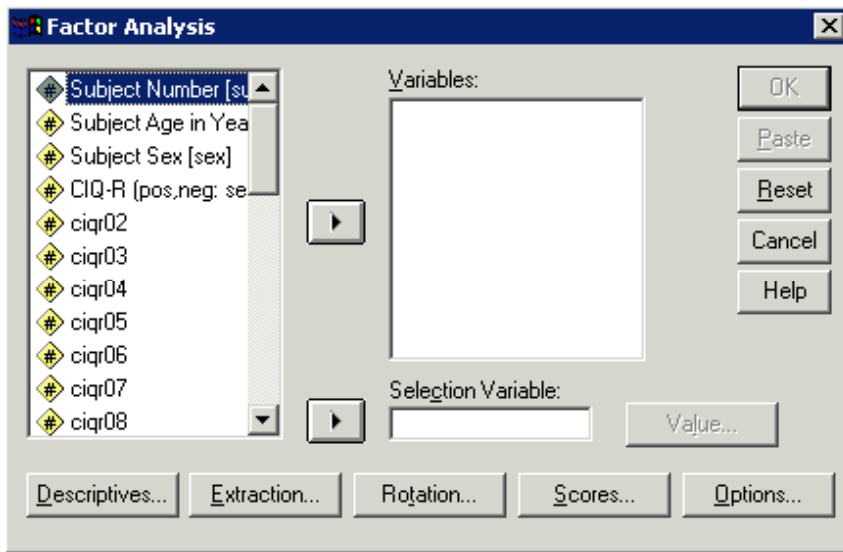 Factor Analysis
Subject Number [su
Subject Age in Yea
Subject Sex [sex]
CIQ-R (pos,neg: se
ciqr02
ciqr03
ciqr04
ciqr05
ciqr06
ciqr07
ciqr08
Variables:
Selection Variable:
OK
Paste
Reset
Cancel
Help
Value...
Descriptives...
Extraction...
Rotation...
Scores...
Options...